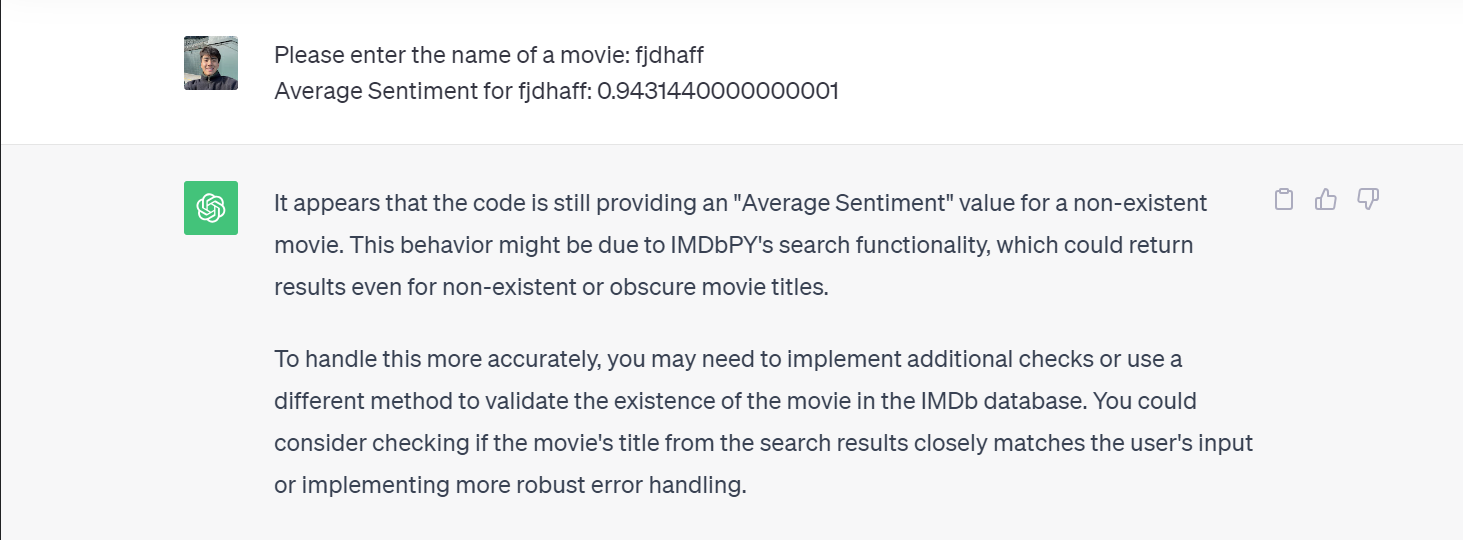 Please enter the name of a movie: fjdhaff
Average Sentiment for fjdhaff: 0.9431440000000001
It appears that the code is still providing an "Average Sentiment" value for a non-existent
movie. This behavior might be due to IMDbPY's search functionality, which could return
results even for non-existent or obscure movie titles.
To handle this more accurately, you may need to implement additional checks or use a
different method to validate the existence of the movie in the IMDb database. You could
consider checking if the movie's title from the search results closely matches the user's input
or implementing more robust error handling.